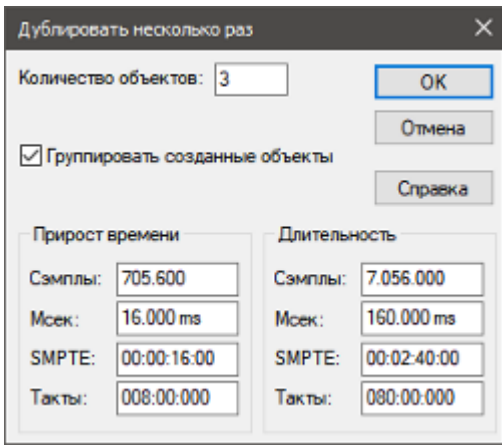 Дублировать несколько раз
Количество объектов: 3
OK
Отмена
Группировать созданные объекты
Справка
Прирост времени
Сэмплы: 705.600
Мсек: 16.000 ms
SMPTE: 00:00:16:00
Такты: 008:00:000
Длительность
Сэмплы: 7.056.000
Мсек: 160.000 ms
SMPTE: 00:02:40:00
Такты: 080:00:000